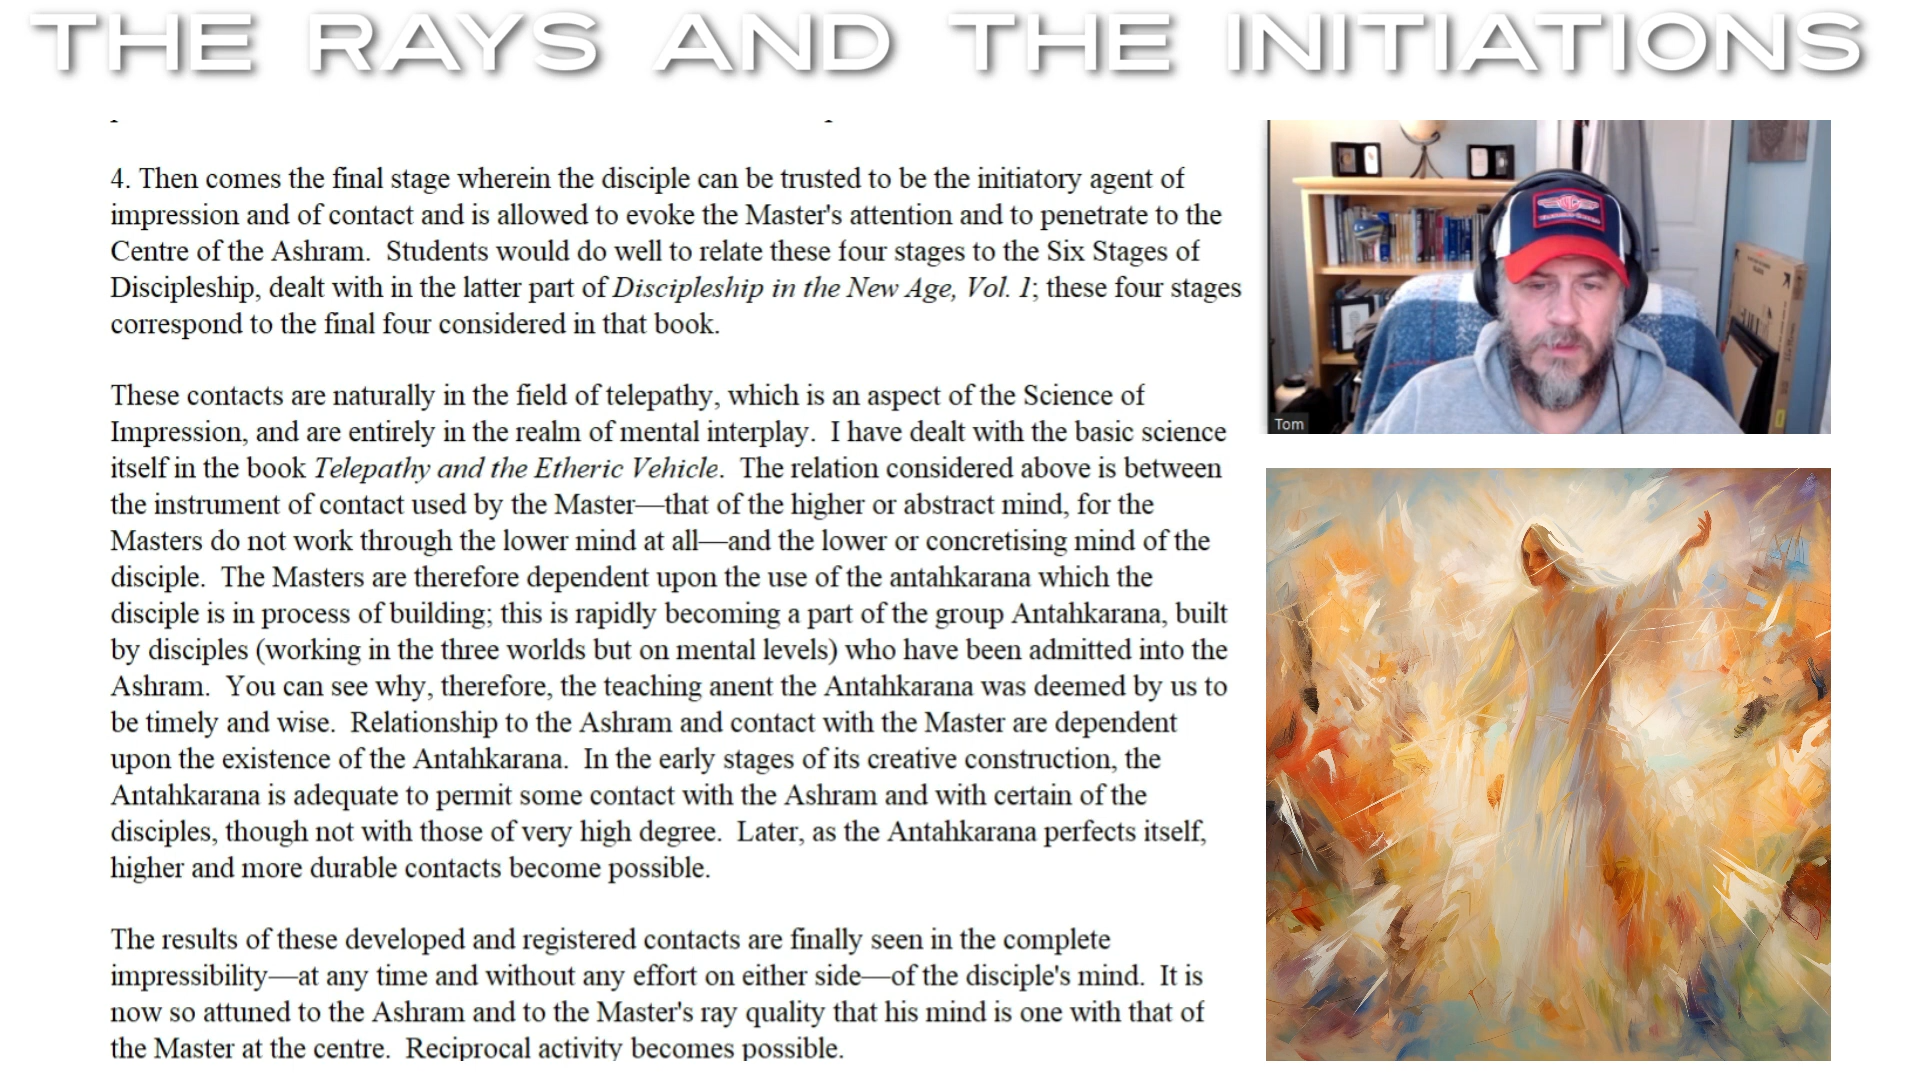 THE RAYS AND THE INITIATIONS
4. Then comes the final stage wherein the disciple can be trusted to be the initiatory agent of
impression and of contact and is allowed to evoke the Master's attention and to penetrate to the
Centre of the Ashram.  Students would do well to relate these four stages to the Six Stages of
Discipleship, dealt with in the latter part of Discipleship in the New Age, Vol. 1; these four stages
correspond to the final four considered in that book.
These contacts are naturally in the field of telepathy, which is an aspect of the Science of
Impression, and are entirely in the realm of mental interplay.  I have dealt with the basic science
itself in the book Telepathy and the Etheric Vehicle.  The relation considered above is between
the instrument of contact used by the Master—that of the higher or abstract mind, for the
Masters do not work through the lower mind at all—and the lower or concretising mind of the
disciple.  The Masters are therefore dependent upon the use of the antahkarana which the
disciple is in process of building; this is rapidly becoming a part of the group Antahkarana, built
by disciples (working in the three worlds but on mental levels) who have been admitted into the
Ashram.  You can see why, therefore, the teaching anent the Antahkarana was deemed by us to
be timely and wise.  Relationship to the Ashram and contact with the Master are dependent
upon the existence of the Antahkarana.  In the early stages of its creative construction, the
Antahkarana is adequate to permit some contact with the Ashram and with certain of the
disciples, though not with those of very high degree.  Later, as the Antahkarana perfects itself,
higher and more durable contacts become possible.
The results of these developed and registered contacts are finally seen in the complete
impressibility—at any time and without any effort on either side—of the disciple's mind.  It is
now so attuned to the Ashram and to the Master's ray quality that his mind is one with that of
the Master at the centre.  Reciprocal activity becomes possible.
Tom